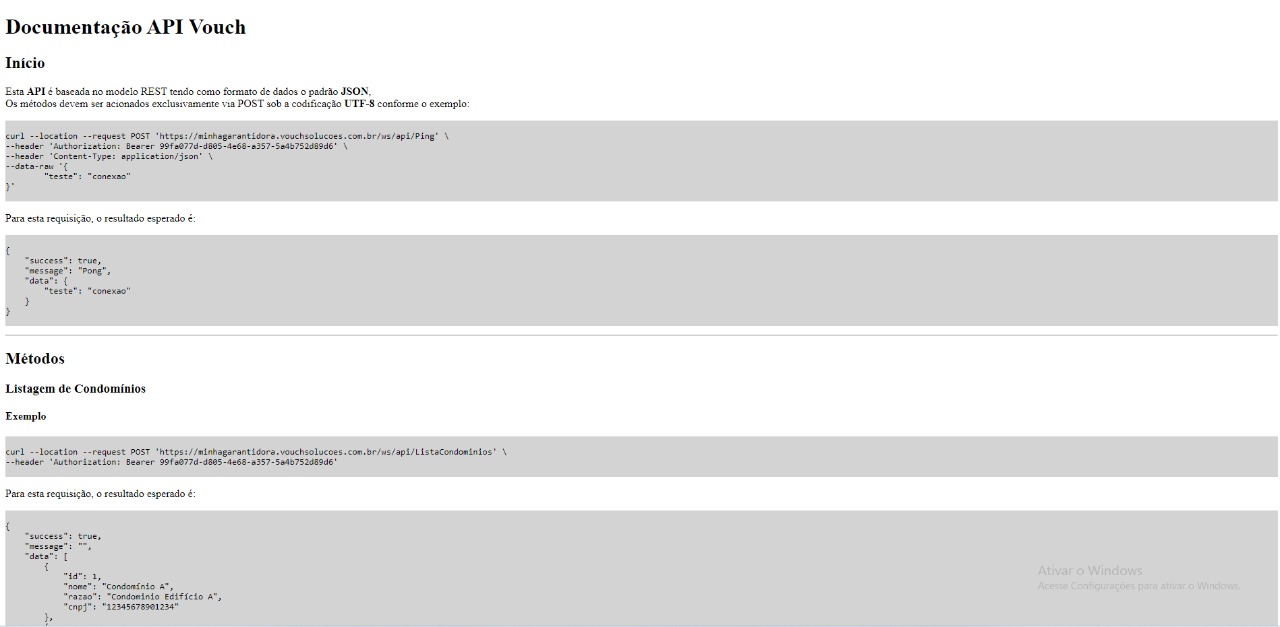 Documentação API Vouch
Início
Esta API é baseada no modelo REST tendo como formato de dados o padrão JSON,
Os métodos devem ser acionados exclusivamente via POST sob a codificação UTF-8 conforme o exemplo:
curl --location --request POST 'https://minhagarantidora.vouchsolucoes.com.br/ws/api/Ping' \
--header 'Authorization: Bearer 99fa077d-d805-4e68-a357-5a4b752d89d6' \
--header 'Content-Type: application/json' \
--data-raw '{
"teste": "conexao"
}'
Para esta requisição, o resultado esperado é:
{
"success": true,
"message": "Pong",
"data": {
"teste": "conexao"
}
}
Métodos
Listagem de Condomínios
Exemplo
curl --location --request POST 'https://minhagarantidora.vouchsolucoes.com.br/ws/api/ListaCondominios' \
--header 'Authorization: Bearer 99fa077d-d805-4e68-a357-5a4b752d89d6'
Para esta requisição, o resultado esperado é:
{
"success": true,
"message": "",
"data": [
{
"id": 1,
"nome": "Condomínio A",
"razao": "Condominio Edifício A",
"cnpj": "12345678901234"
},
Ativar o Windows
Acesse Configurações para ativar o Windows.